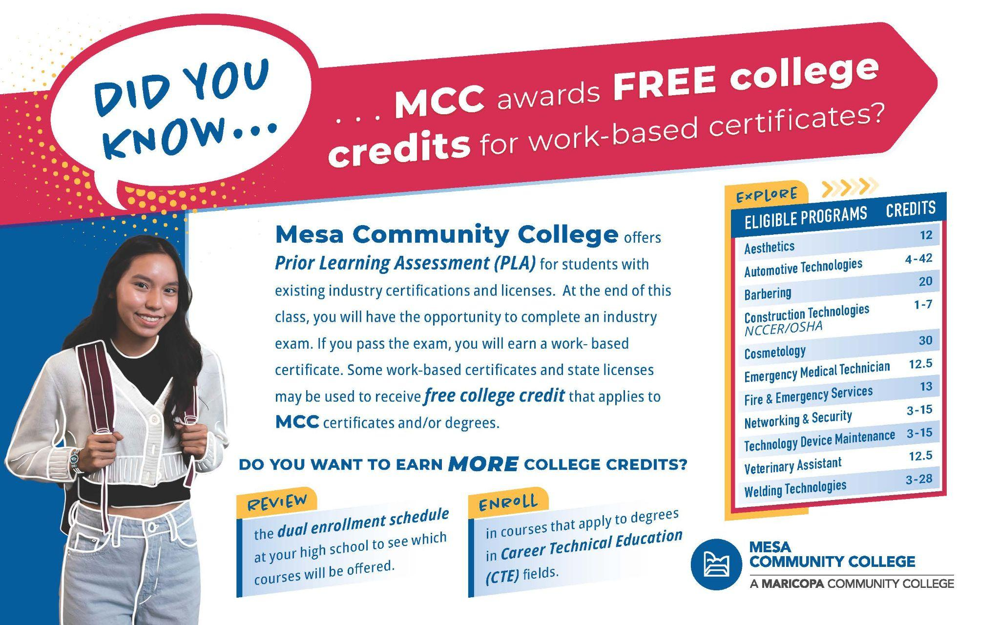 DID YOU
KNOW...
. . . MCC awards FREE college
credits for work-based certificates?
Mesa Community College offers
Prior Learning Assessment (PLA) for students with
existing industry certifications and licenses. At the end of this
class, you will have the opportunity to complete an industry
exam. If you pass the exam, you will earn a work- based
certificate. Some work-based certificates and state licenses
may be used to receive free college credit that applies to
MCC certificates and/or degrees.
DO YOU WANT TO EARN MORE COLLEGE CREDITS?
REVIEW
the dual enrollment schedule
at your high school to see which
courses will be offered.
ENROLL
in courses that apply to degrees
in Career Technical Education
(CTE) fields.
EXPLORE
ELIGIBLE PROGRAMS CREDITS
Aesthetics 12
Automotive Technologies 4-42
Barbering 20
Construction Technologies 1-7
NCCER/OSHA
Cosmetology 30
Emergency Medical Technician 12.5
Fire & Emergency Services 13
Networking & Security 3-15
Technology Device Maintenance 3-15
Veterinary Assistant 12.5
Welding Technologies 3-28
MESA
COMMUNITY COLLEGE
A MARICOPA COMMUNITY COLLEGE